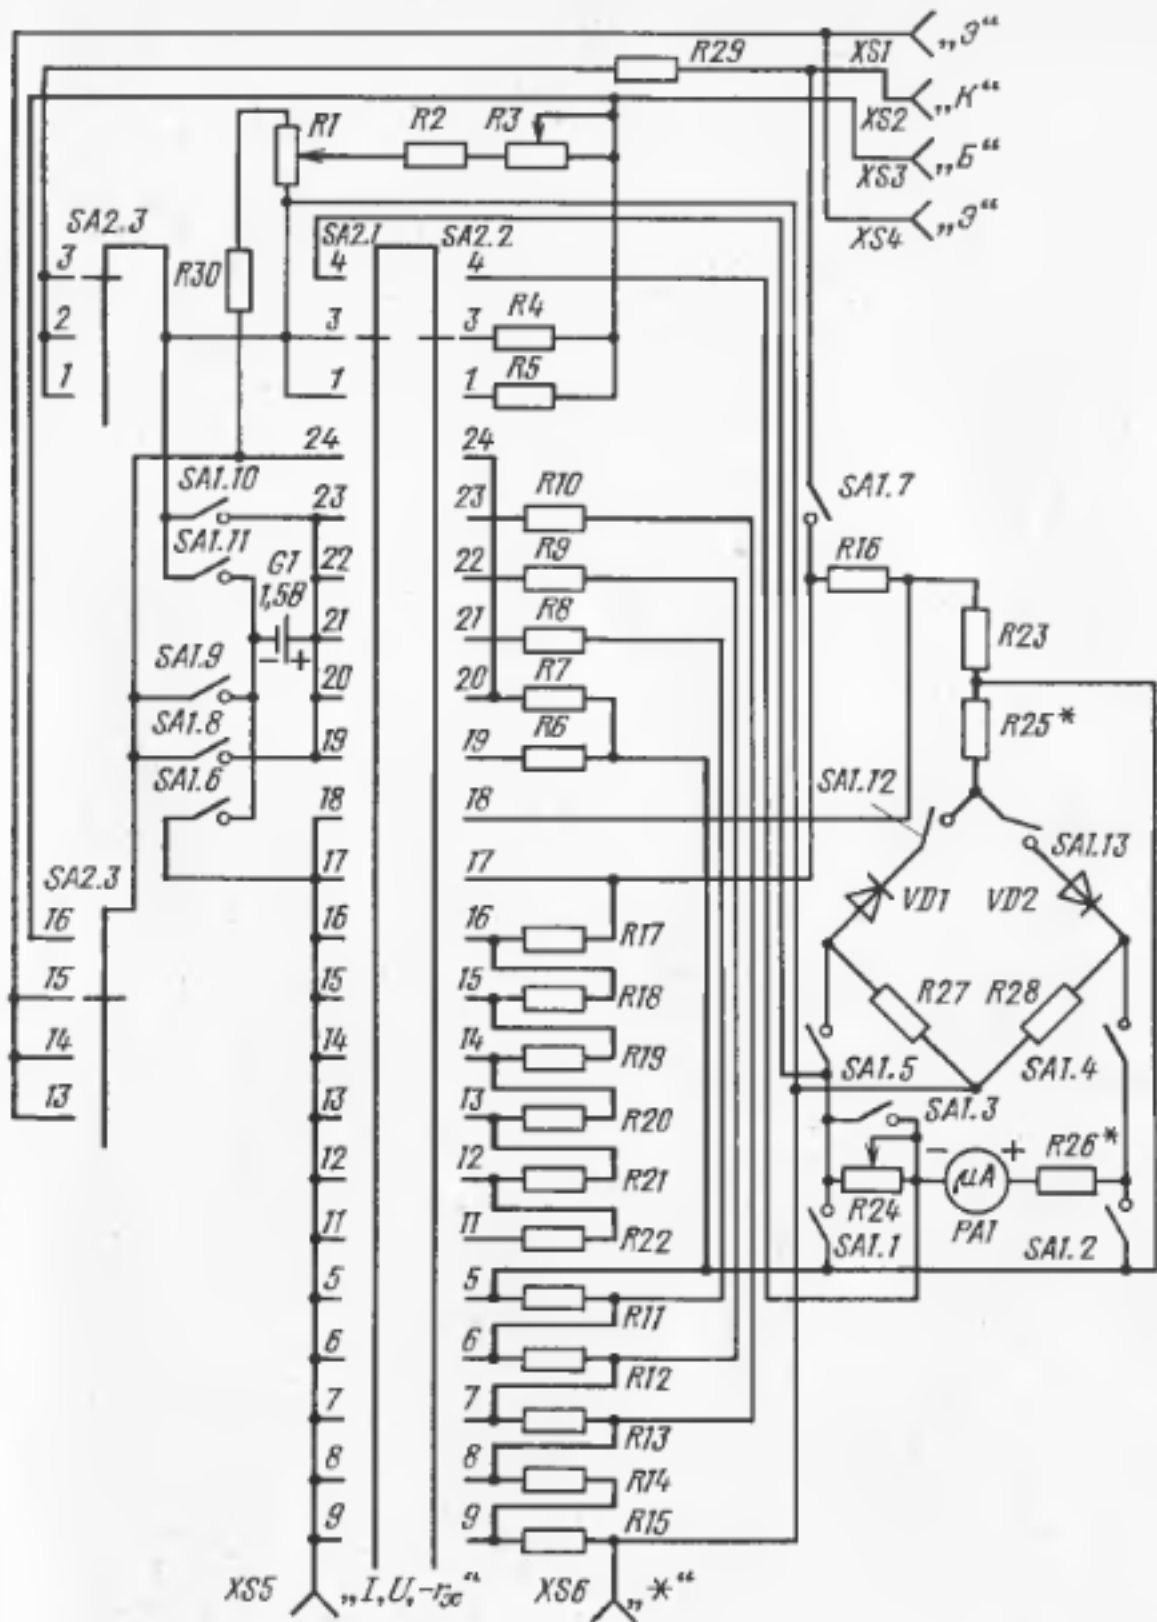 R29
XS1 „Э“
XS2 „К“
R1 R2 R3
XS3 „Б“
XS4 „Э“
SA2.3 SA2.1 SA2.2
3 R30 4 4
2 3 3 R4
1 1 1 R5
24 24
SA1.10 23 23 R10 SA1.7
SA1.11 G1 22 22 R9 R16
1,5В
21 21 R8 R23
- +
SA1.9 20 20 R7
SA1.8 19 19 R6 R25*
SA1.6 18 18 SA1.12
SA1.13
SA2.3 17 17 VD1 VD2
16 16 16 R17
15 15 15 R18 R27 R28
14 14 14 R19
SA1.5 SA1.4
13 13 13 R20 SA1.3
12 12 R21 - + R26*
R24 μA
11 11 R22 PA1
SA1.1 SA1.2
5 5 R11
6 6 R12
7 7 R13
8 8 R14
9 9 R15
XS5 „I,U,-rx“ XS6 „*“